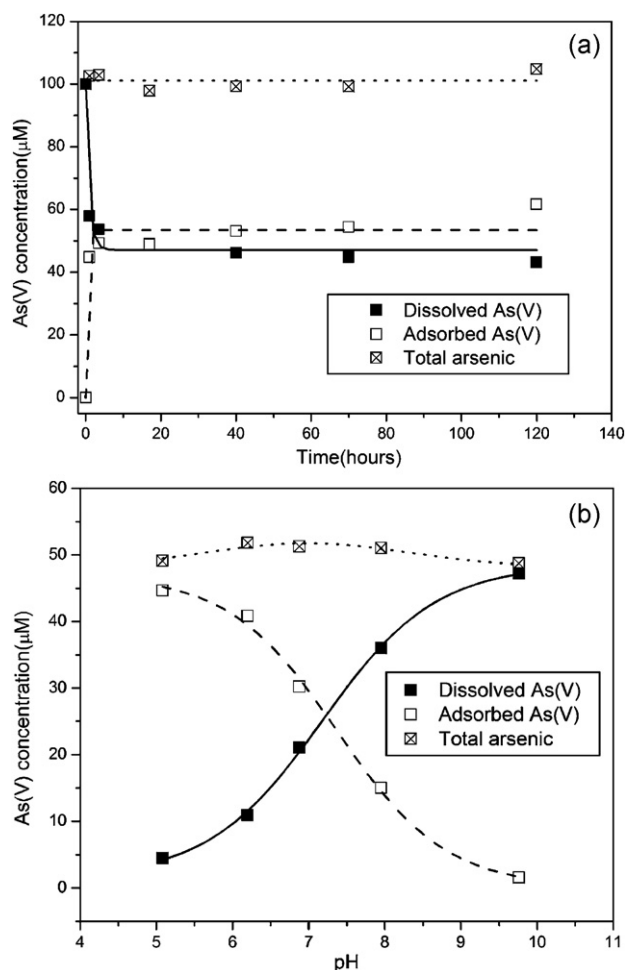 (a)
120
100
80
60
40
20
0
As(V) concentration(μM)
Dissolved As(V)
Adsorbed As(V)
Total arsenic
0 20 40 60 80 100 120 140
Time(hours)
(b)
60
50
40
30
20
10
0
As(V) concentration(μM)
Dissolved As(V)
Adsorbed As(V)
Total arsenic
4 5 6 7 8 9 10 11
pH